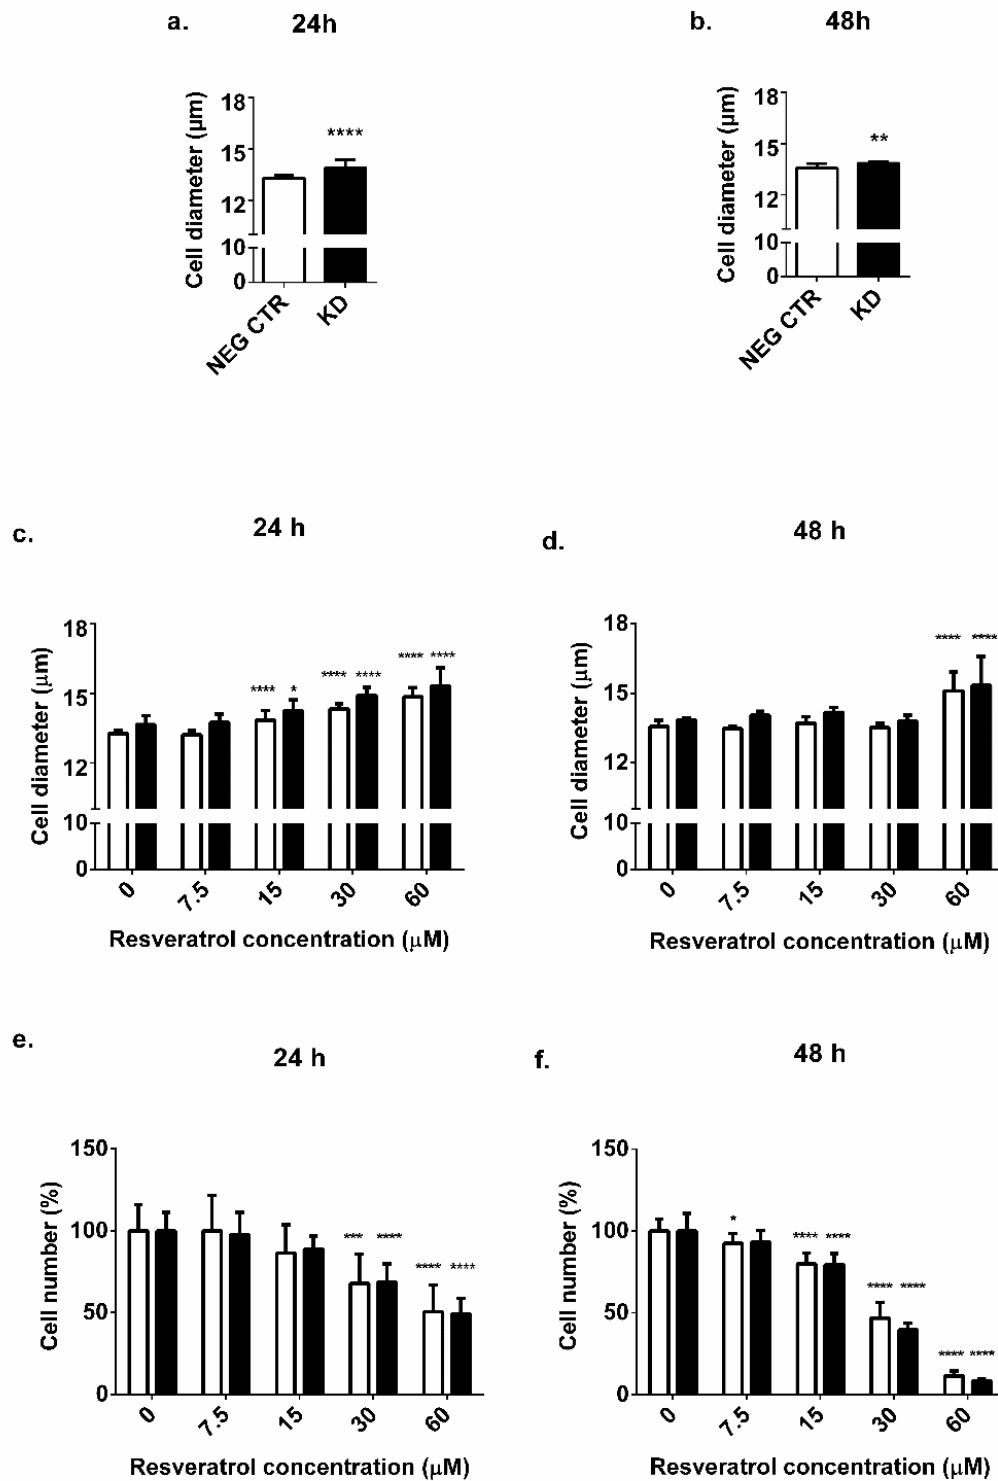 a. 24h
b. 48h
Cell diameter (µm)
18
15
12
10
0
****
NEG CTR
KD
Cell diameter (µm)
18
15
12
10
0
**
NEG CTR
KD
c. 24 h
d. 48 h
Cell diameter (µm)
18
15
12
10
0
**** *
**** ****
**** ****
0 7.5 15 30 60
Resveratrol concentration (µM)
Cell diameter (µm)
18
15
12
10
0
**** ****
0 7.5 15 30 60
Resveratrol concentration (µM)
e. 24 h
f. 48 h
Cell number (%)
150
100
50
0
*** ****
**** ****
0 7.5 15 30 60
Resveratrol concentration (µM)
Cell number (%)
150
100
50
0
*
**** ****
**** ****
**** ****
0 7.5 15 30 60
Resveratrol concentration (µM)